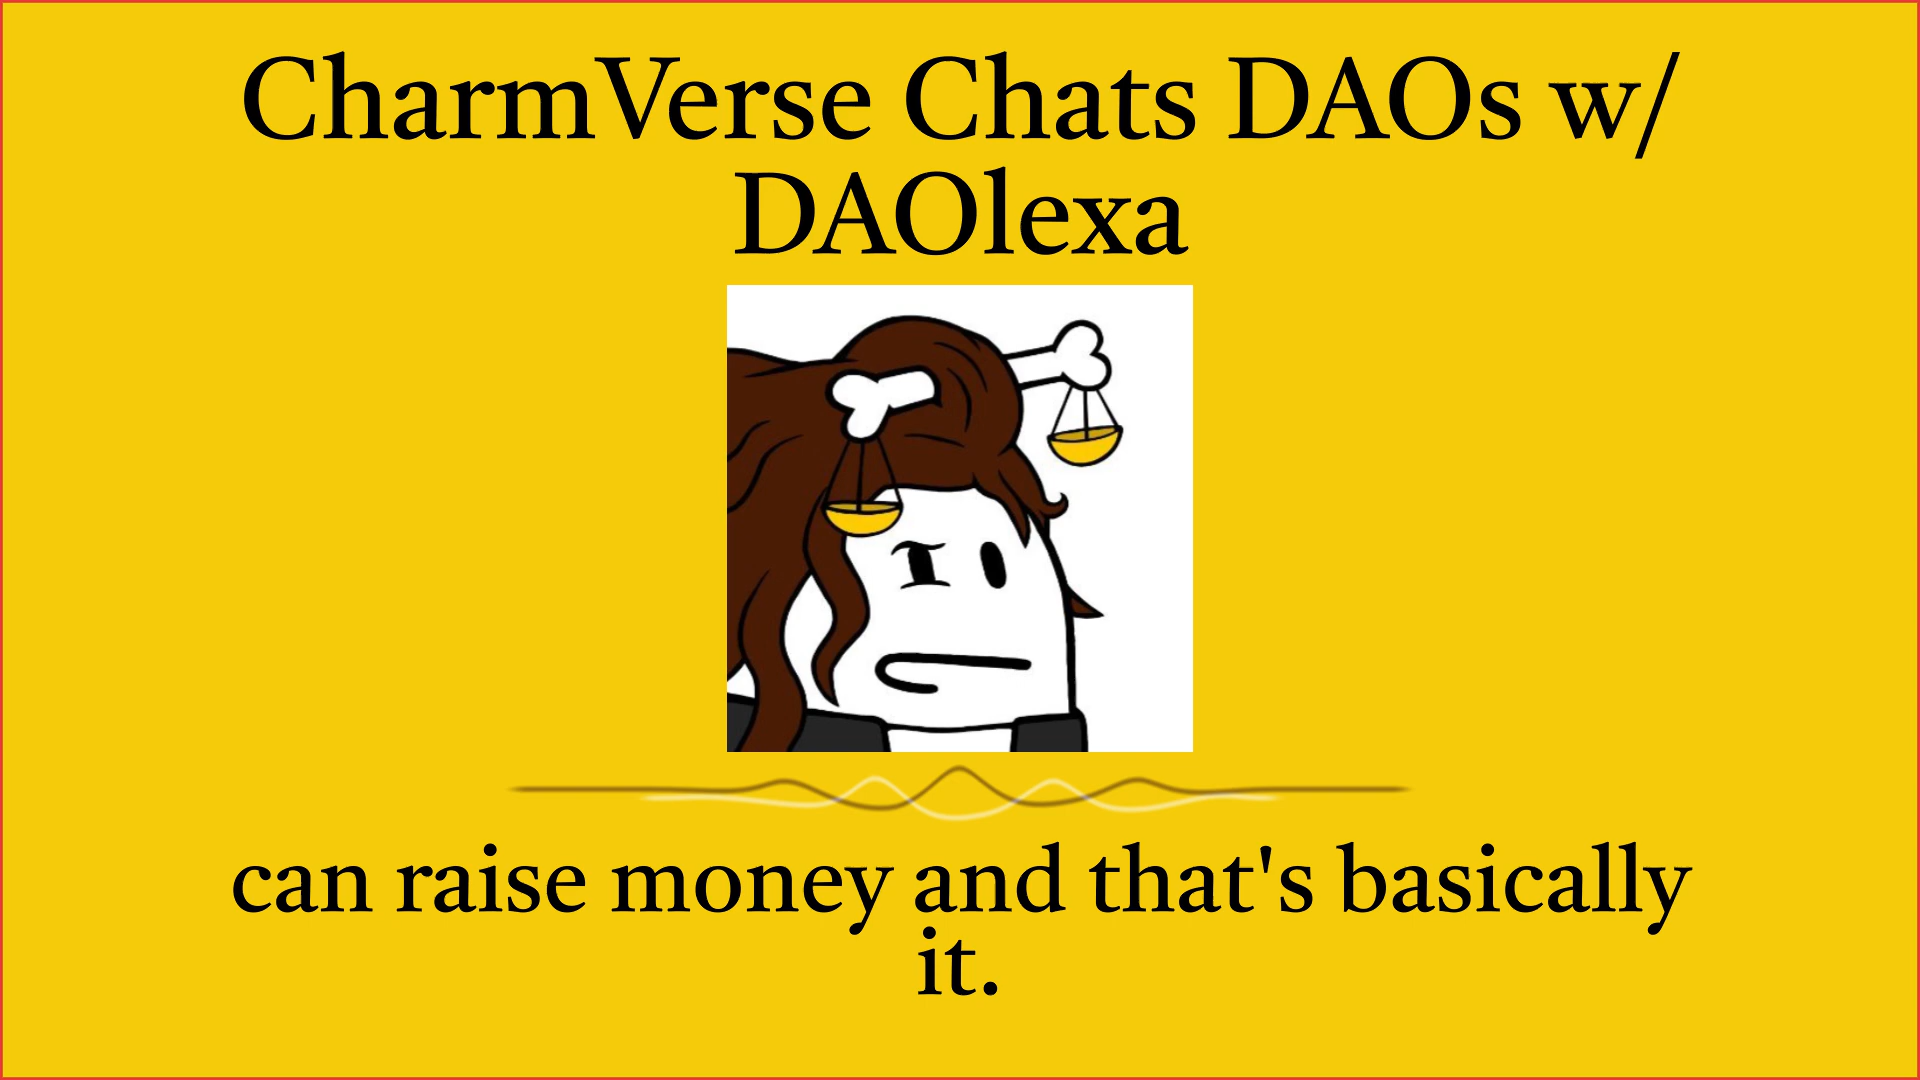 CharmVerse Chats DAOs w/
DAOlexa
can raise money and that's basically
it.